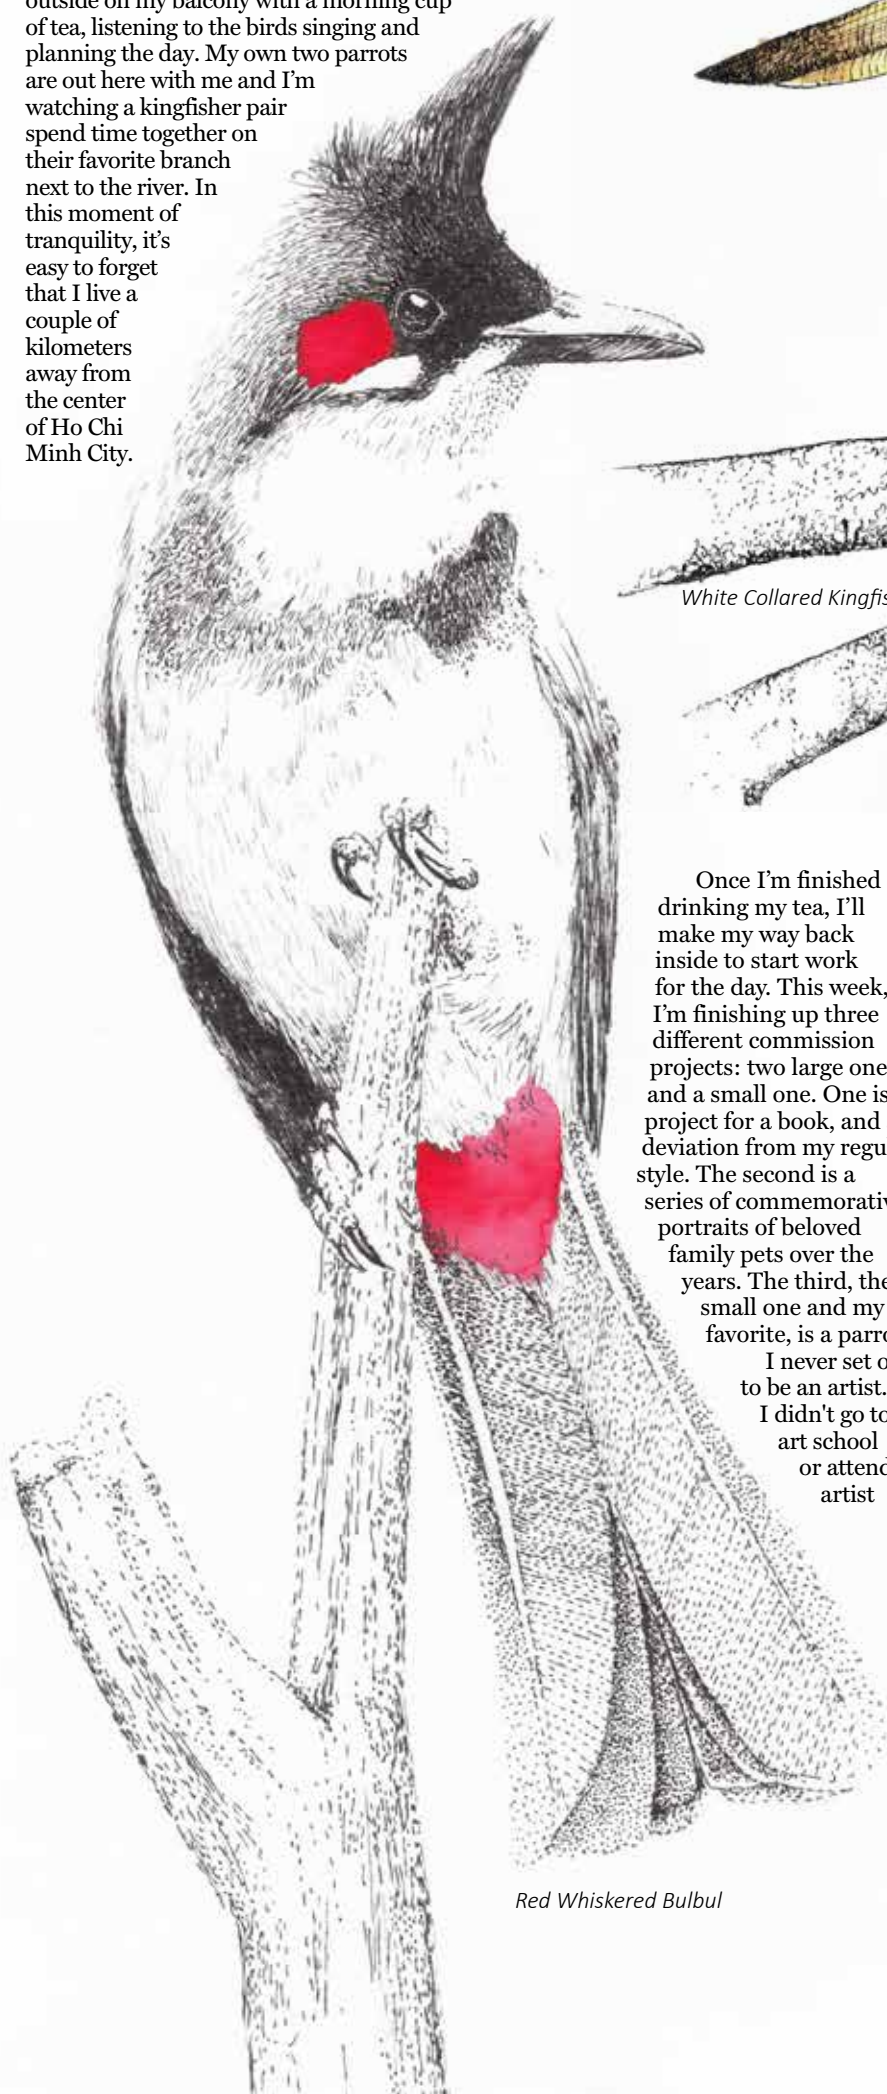 outside on my balcony with a morning cup
of tea, listening to the birds singing and
planning the day. My own two parrots
are out here with me and I’m
watching a kingfisher pair
spend time together on
their favorite branch
next to the river. In
this moment of
tranquility, it’s
easy to forget
that I live a
couple of
kilometers
away from
the center
of Ho Chi
Minh City.
White Collared
Once I’m finished
drinking my tea, I’ll
make my way back
inside to start work
for the day. This week,
I’m finishing up three
different commission
projects: two large
and a small one. One is
project for a book, and
deviation from my
style. The second is a
series of
portraits of beloved
family pets over the
years. The third, the
small one and my
favorite, is a
I never set
to be an artist.
I didn't go to
art school
or
artist
Red Whiskered Bulbul